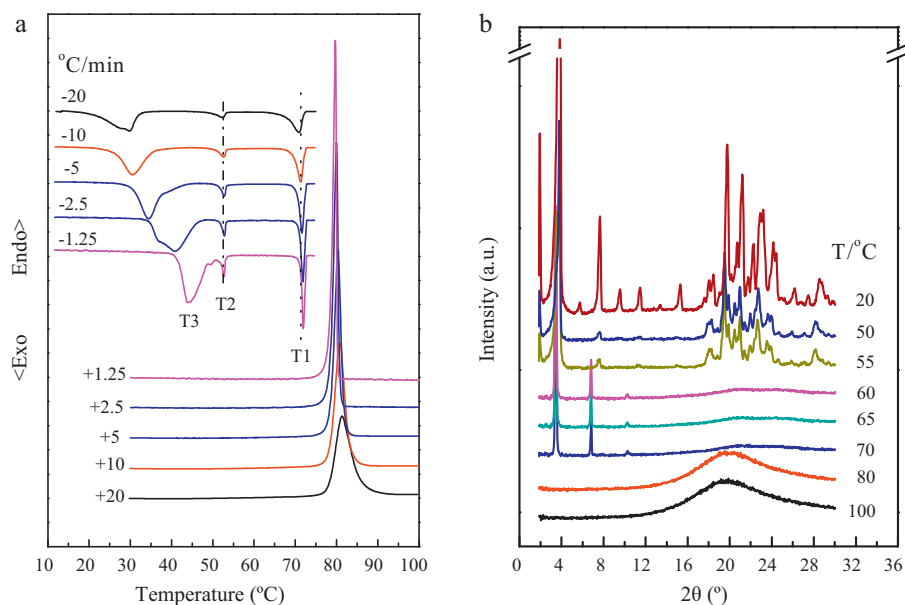 a
°C/min
-20
-10
-5
-2.5
-1.25
T3
T2
T1
+1.25
+2.5
+5
+10
+20
<Exo Endo>
10 20 30 40 50 60 70 80 90 100
Temperature (ºC)
b
T/°C
20
50
55
60
65
70
80
100
Intensity (a.u.)
0 4 8 12 16 20 24 28 32 36
2θ (º)